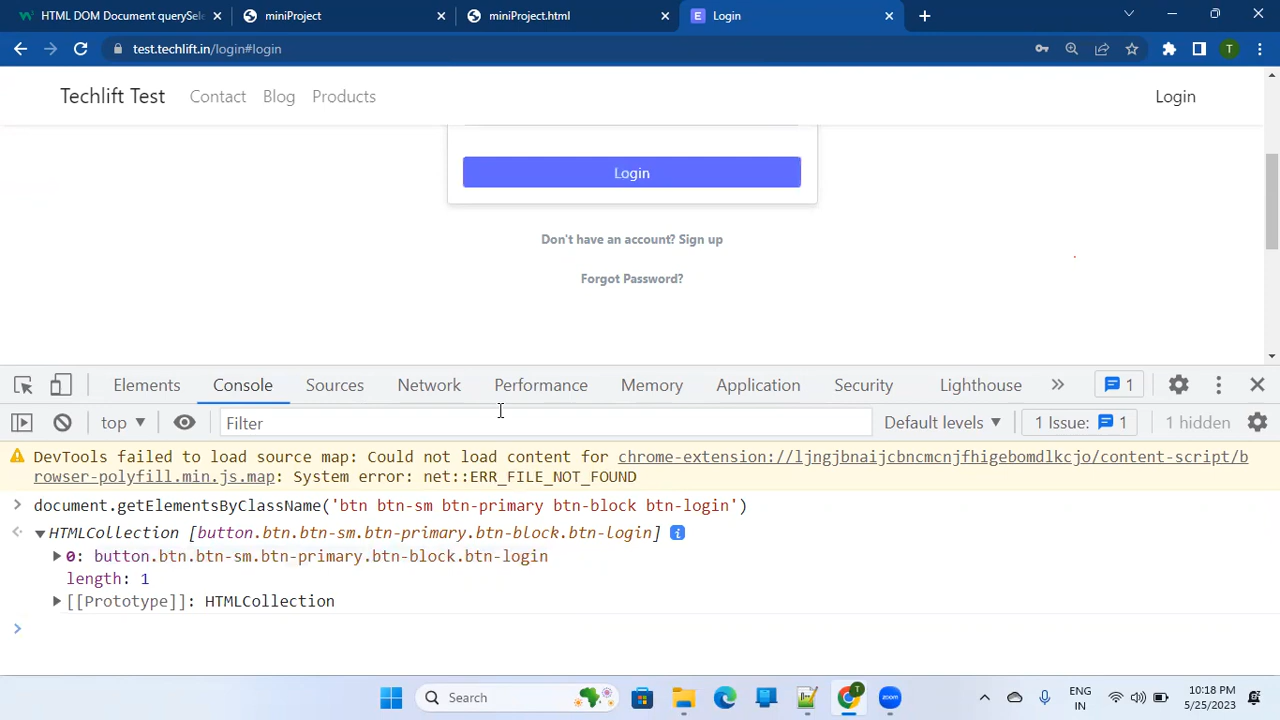 HTML DOM Document querySele
miniProject
miniProject.html
Login
test.techlift.in/login#login
T
Techlift Test
Contact
Blog
Products
Login
Login
Don't have an account? Sign up
Forgot Password?
Elements
Console
Sources
Network
Performance
Memory
Application
Security
Lighthouse
1
top
Filter
Default levels
1 Issue: 1
1 hidden
DevTools failed to load source map: Could not load content for chrome-extension://ljngjbnaijcbncmcnjfhigebomdlkcjo/content-script/b
rowser-polyfill.min.js.map: System error: net::ERR_FILE_NOT_FOUND
document.getElementsByClassName('btn btn-sm btn-primary btn-block btn-login')
HTMLCollection [button.btn.btn-sm.btn-primary.btn-block.btn-login]
0: button.btn.btn-sm.btn-primary.btn-block.btn-login
length: 1
[[Prototype]]: HTMLCollection
Search
zoom
ENG
IN
10:18 PM
5/25/2023